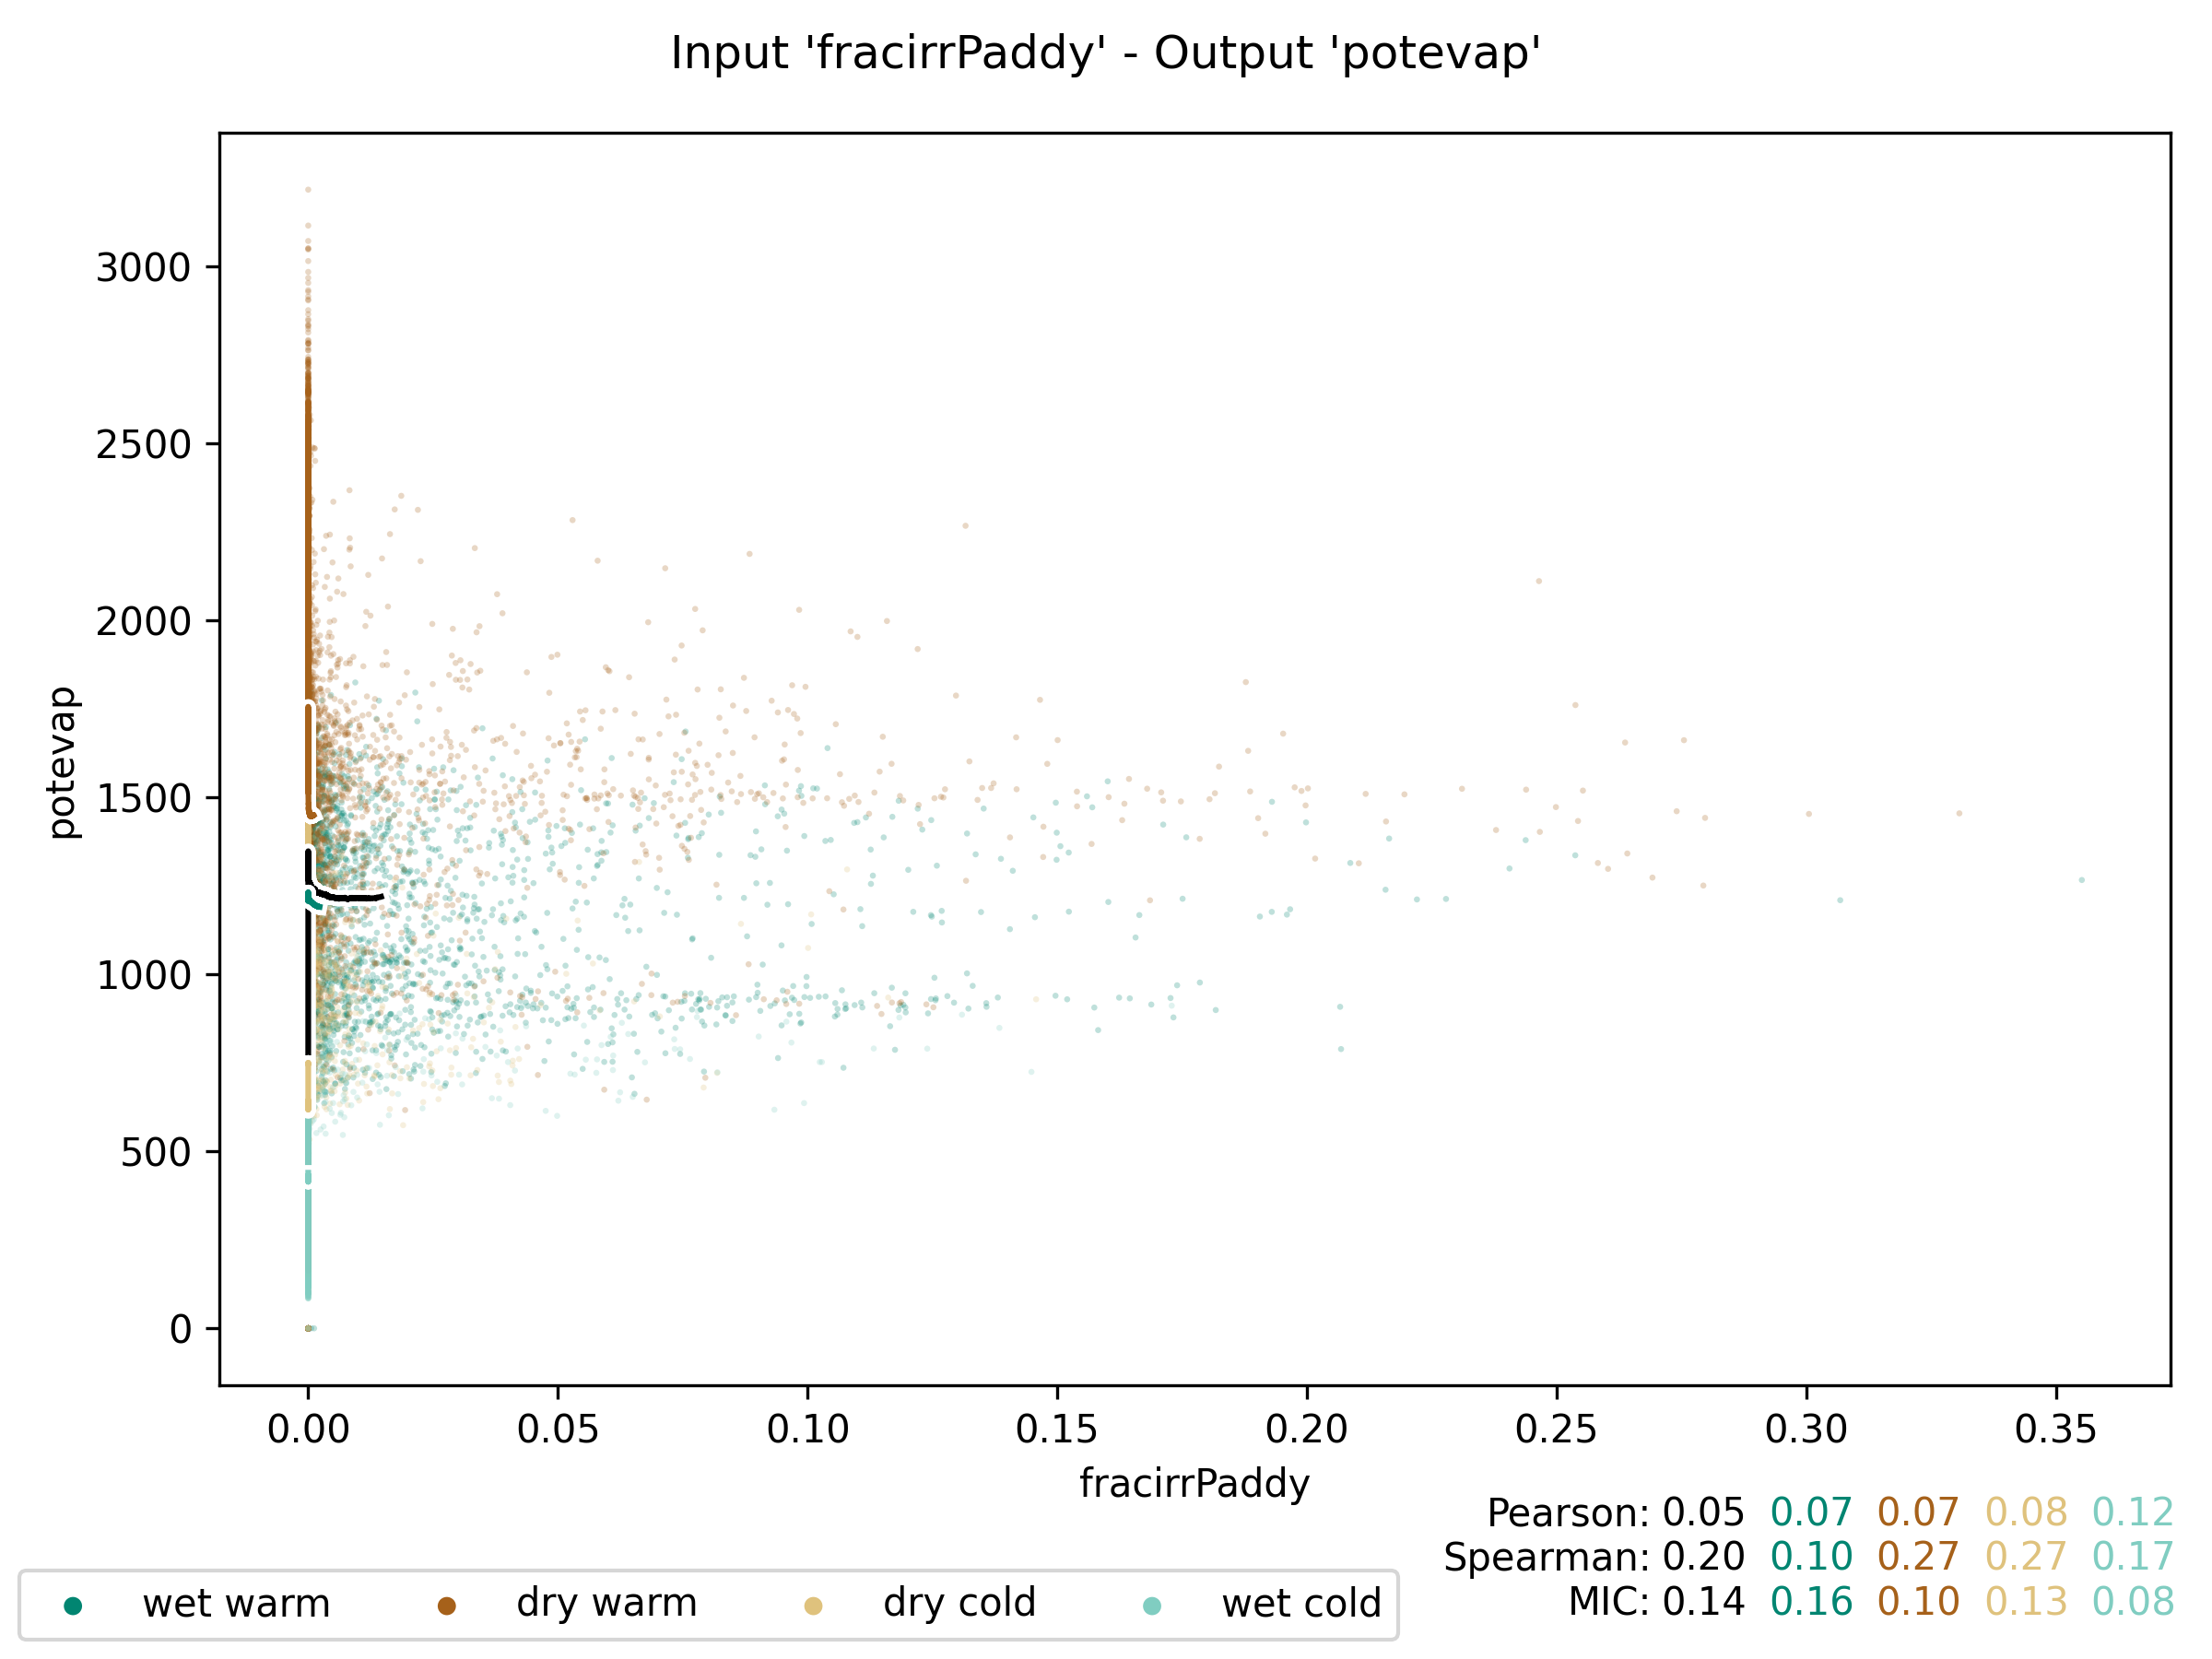 Input 'fracirrPaddy' - Output 'potevap'
3000
2500
2000
1500
1000
500
0
potevap
0.00 0.05 0.10 0.15 0.20 0.25 0.30 0.35
fracirrPaddy
Pearson: 0.05 0.07 0.07 0.08 0.12
Spearman: 0.20 0.10 0.27 0.27 0.17
MIC: 0.14 0.16 0.10 0.13 0.08
wet warm dry warm dry cold wet cold